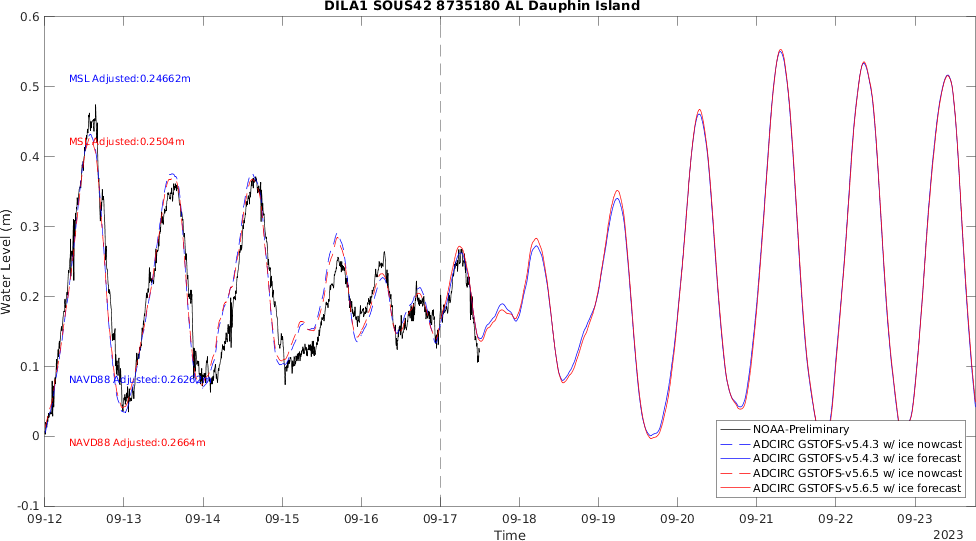 DILA1 SOUS42 8735180 AL Dauphin Island
Water Level (m)
0.6
0.5
0.4
0.3
0.2
0.1
0
-0.1
MSL Adjusted:0.24662m
MSL Adjusted:0.2504m
NAVD88 Adjusted:0.26262m
NAVD88 Adjusted:0.2664m
NOAA-Preliminary
ADCIRC GSTOFS-v5.4.3 w/ ice nowcast
ADCIRC GSTOFS-v5.4.3 w/ ice forecast
ADCIRC GSTOFS-v5.6.5 w/ ice nowcast
ADCIRC GSTOFS-v5.6.5 w/ ice forecast
09-12 09-13 09-14 09-15 09-16 09-17 09-18 09-19 09-20 09-21 09-22 09-23
Time
2023